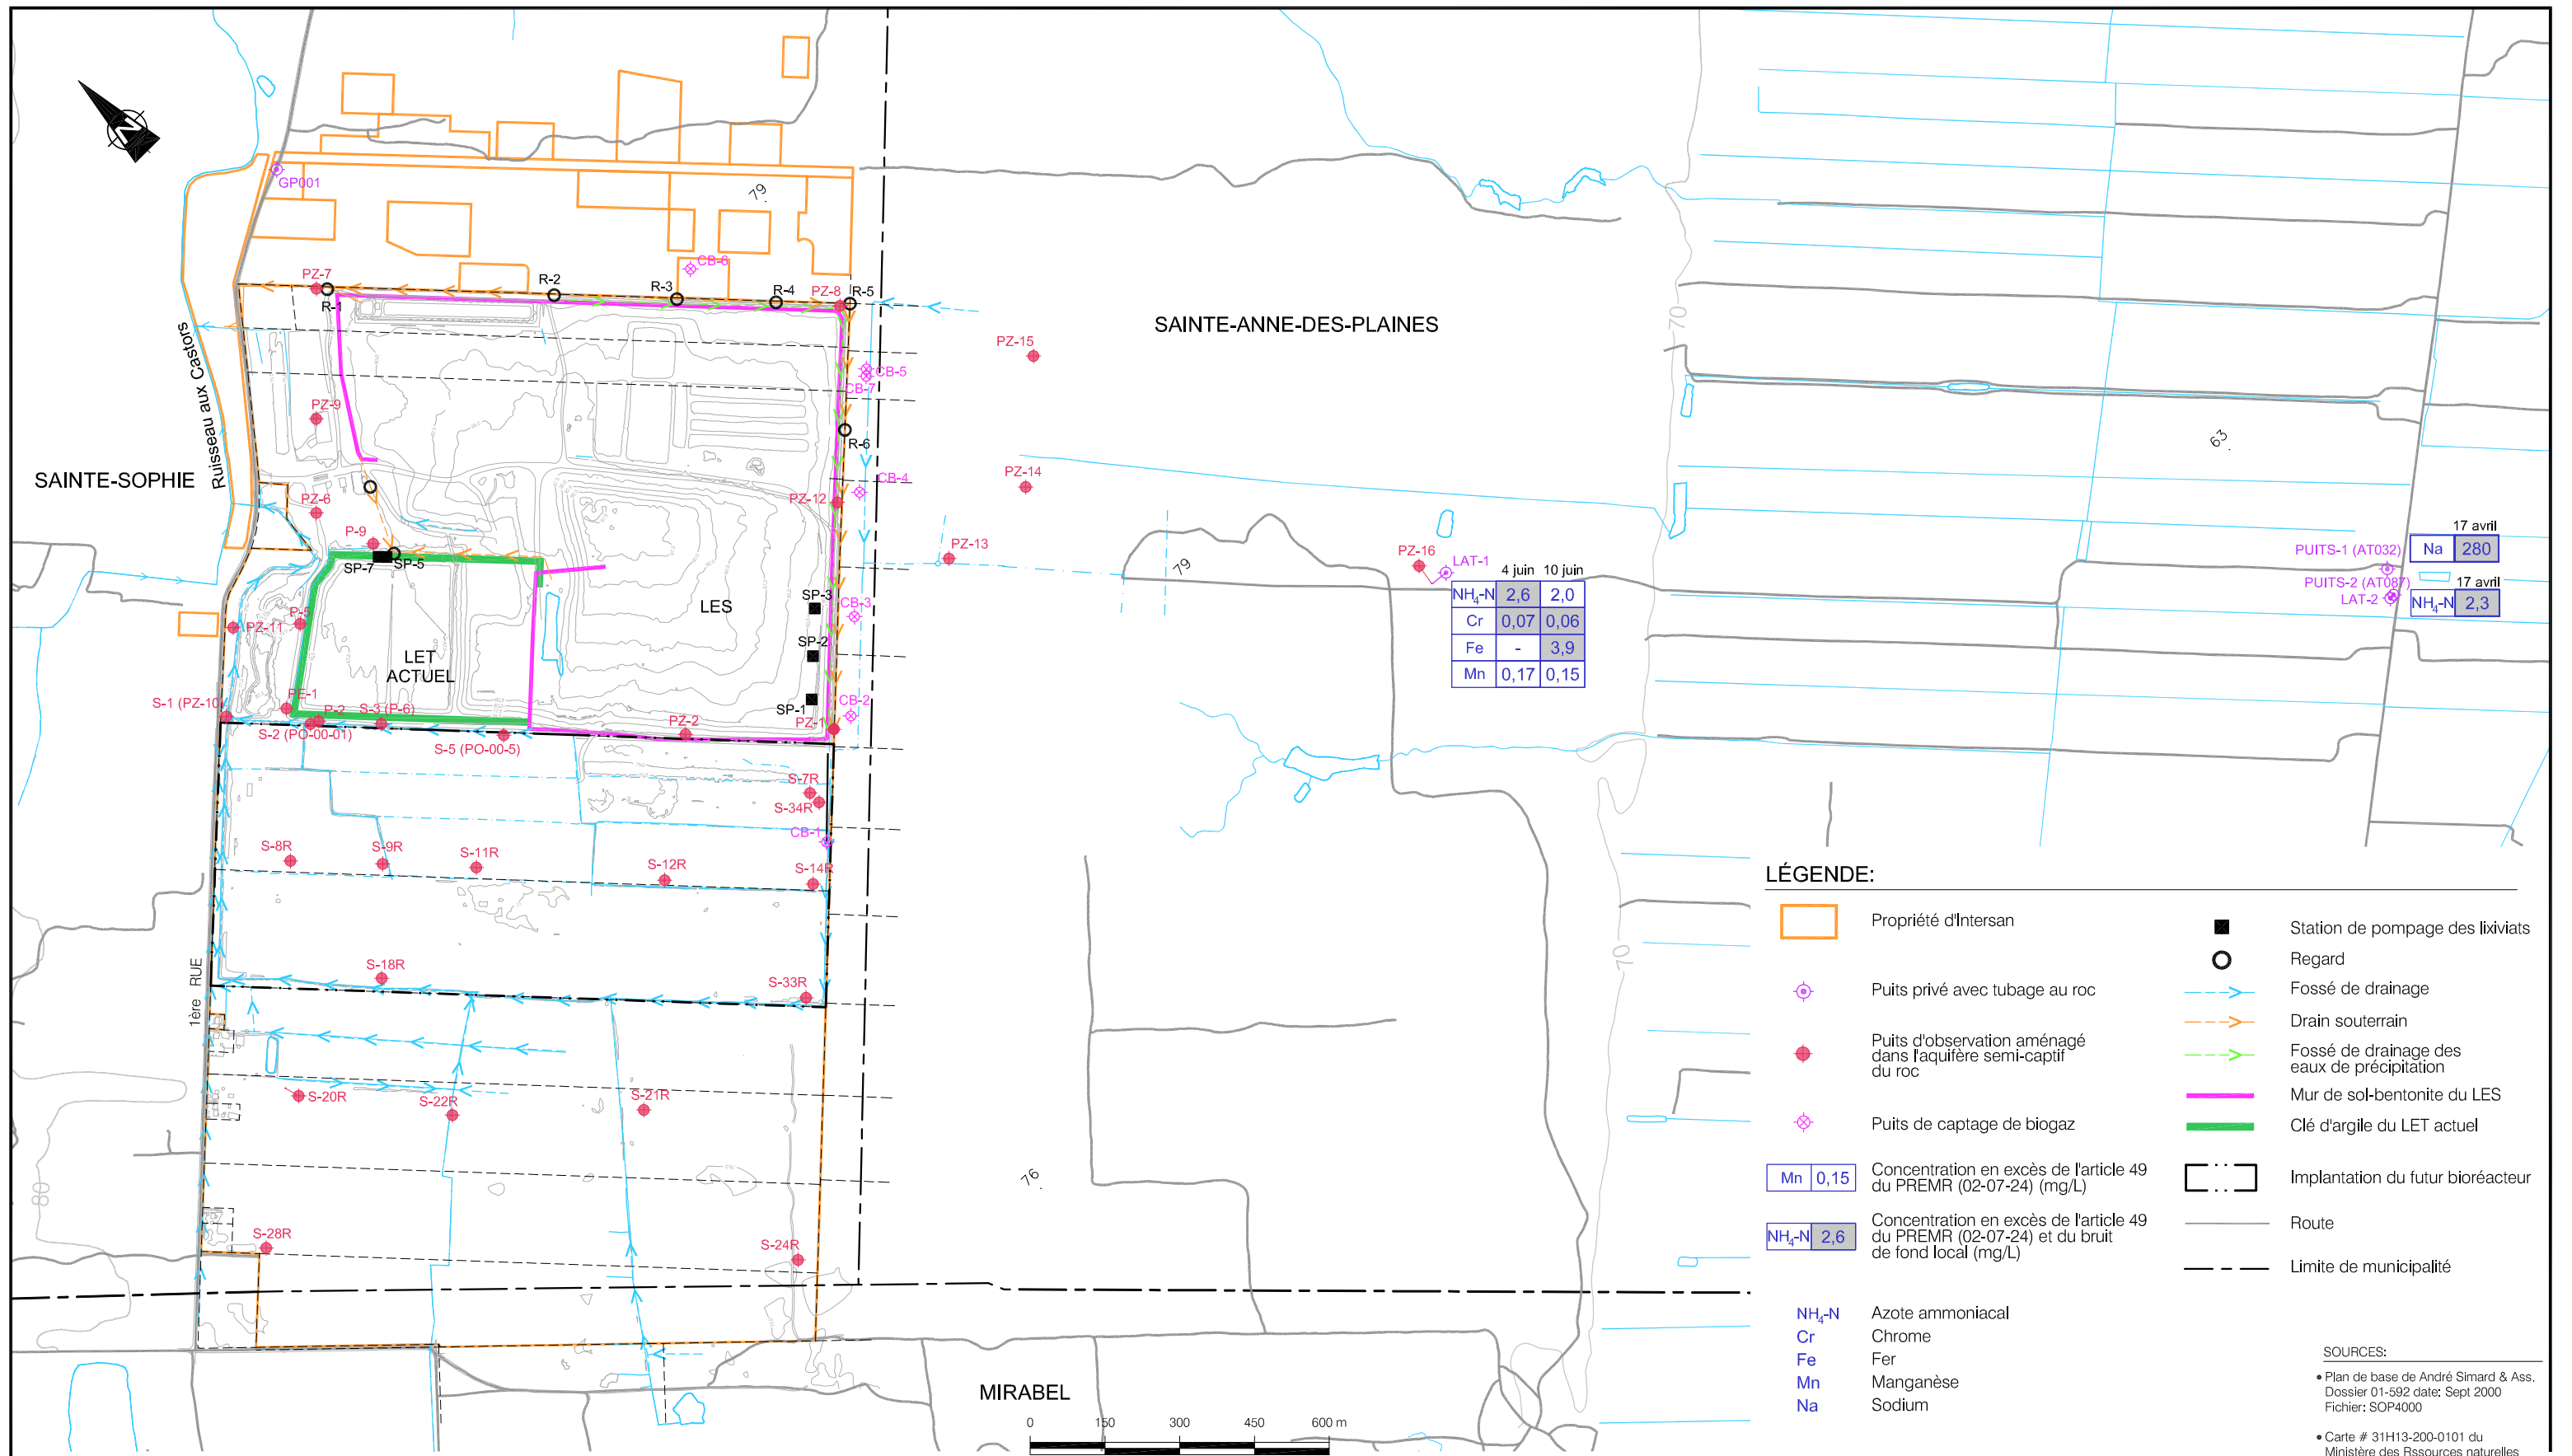 N
GP001
79
CB-6
PZ-7
R-1
R-2
R-3
R-4
PZ-8
R-5
SAINTE-ANNE-DES-PLAINES
70
Ruisseau aux Castors
PZ-15
CB-5
CB-7
PZ-9
R-6
63
SAINTE-SOPHIE
PZ-14
CB-4
PZ-12
PZ-6
P-9
SP-7
SP-5
PZ-13
79
PZ-16
LAT-1
4 juin 10 juin
NH4-N 2,6 2,0
Cr 0,07 0,06
Fe - 3,9
Mn 0,17 0,15
17 avril
PUITS-1 (AT032) Na 280
PUITS-2 (AT087) 17 avril
LAT-2 NH4-N 2,3
LES
SP-3
CB-3
P-5
PZ-11
SP-2
LET
ACTUEL
SP-1
CB-2
PE-1
S-1 (PZ-10)
P-2
S-3 (P-6)
PZ-2
PZ-1
S-2 (PO-00-01)
S-5 (PO-00-5)
S-7R
S-34R
CB-1
S-8R
S-9R
S-11R
S-12R
S-14R
70
1ère RUE
S-18R
S-33R
S-20R
S-22R
S-21R
76
80
S-28R
S-24R
MIRABEL
0 150 300 450 600 m
LÉGENDE:
Propriété d'Intersan
Puits privé avec tubage au roc
Puits d'observation aménagé
dans l'aquifère semi-captif
du roc
Puits de captage de biogaz
Mn 0,15 Concentration en excès de l'article 49
du PREMR (02-07-24) (mg/L)
NH4-N 2,6 Concentration en excès de l'article 49
du PREMR (02-07-24) et du bruit
de fond local (mg/L)
NH4-N Azote ammoniacal
Cr Chrome
Fe Fer
Mn Manganèse
Na Sodium
Station de pompage des lixiviats
Regard
Fossé de drainage
Drain souterrain
Fossé de drainage des
eaux de précipitation
Mur de sol-bentonite du LES
Clé d'argile du LET actuel
Implantation du futur bioréacteur
Route
Limite de municipalité
SOURCES:
• Plan de base de André Simard & Ass.
Dossier 01-592 date: Sept 2000
Fichier: SOP4000
• Carte # 31H13-200-0101 du
Ministère des Rssources naturelles